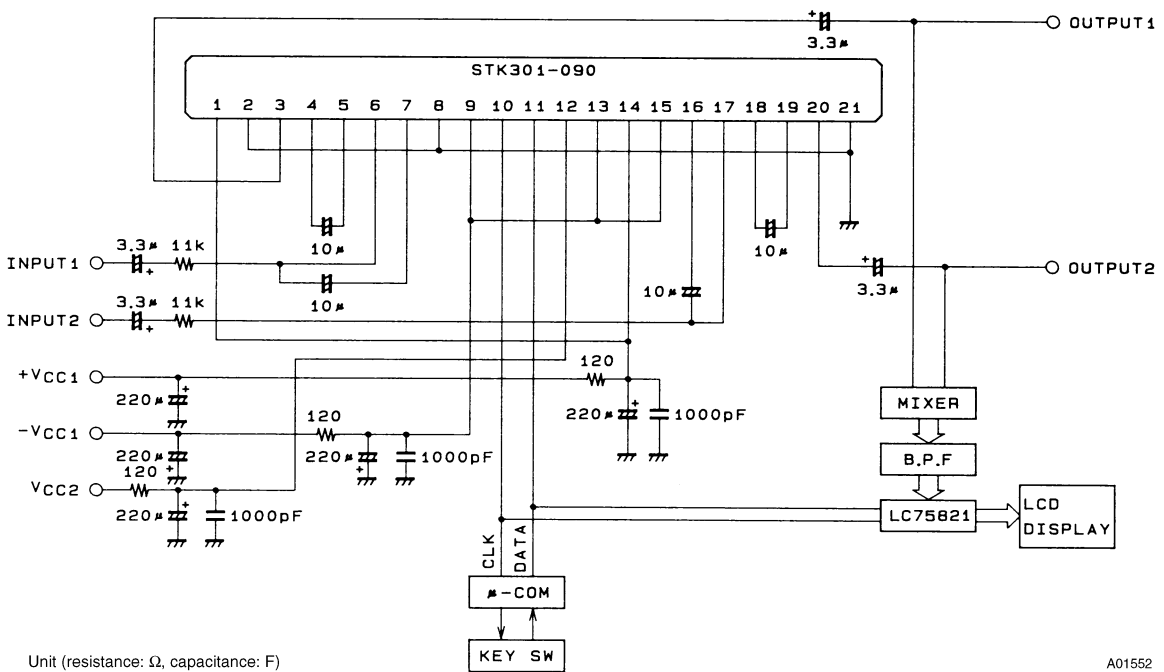 OUTPUT1
3.3μ
STK301-090
1 2 3 4 5 6 7 8 9 10 11 12 13 14 15 16 17 18 19 20 21
10μ
10μ
INPUT1
3.3μ 11k
10μ
OUTPUT2
3.3μ
10μ
INPUT2
3.3μ 11k
+VCC1
120
220μ
220μ
1000pF
-VCC1
120
220μ
220μ
1000pF
VCC2
120
220μ
1000pF
MIXER
B.P.F
LC75821
LCD
DISPLAY
CLK
DATA
μ-COM
KEY SW
Unit (resistance: Ω, capacitance: F)
A01552